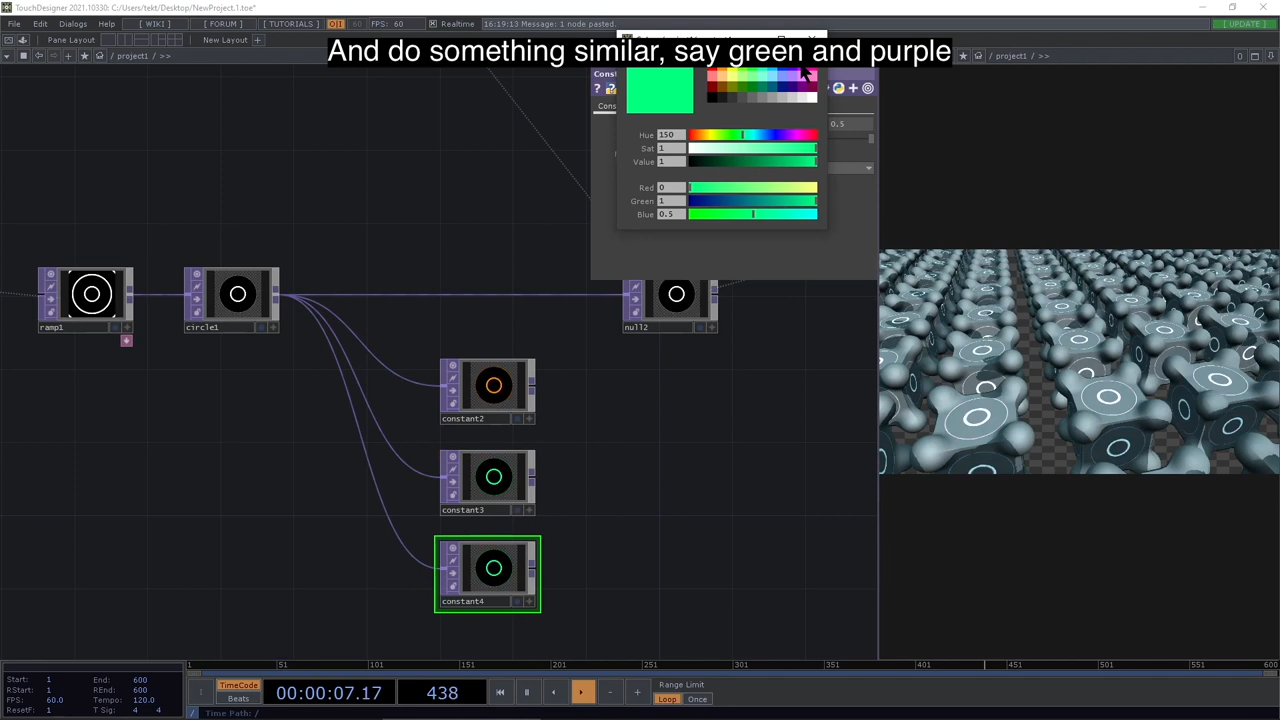 TouchDesigner 2021.10330: C:/Users/tekt/Desktop/NewProject.1.toe*
File Edit Dialogs Help [ WIKI ] [ FORUM ] [ TUTORIALS ] O|I 60 FPS: 60 Realtime 16:19:13 Message: 1 node pasted. [ UPDATE ]
Pane Layout New Layout +
/ project1 / >> / project1 / >> 0
And do something similar, say green and purple
Const
Cons
0.5
Hue 150
Sat 1
Value 1
Red 0
Green 1
Blue 0.5
ramp1 circle1 null2
constant2
constant3
constant4
1 51 101 151 201 251 301 351 451 501 551 600
Start: 1 End: 600
RStart: 1 REnd: 600
FPS: 60.0 Tempo: 120.0
ResetF: 1 T Sig: 4 4
TimeCode
Beats
00:00:07.17 438
Range Limit
Loop Once
/ Time Path: /